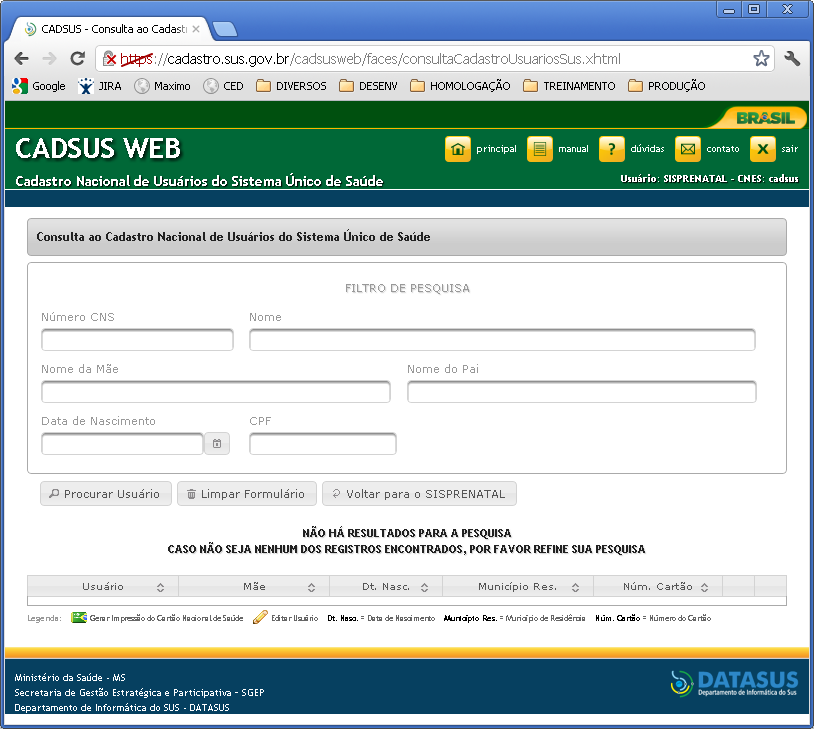 CADSUS - Consulta ao Cadast
https://cadastro.sus.gov.br/cadsusweb/faces/consultaCadastroUsuariosSus.xhtml
Google JIRA Maximo CED DIVERSOS DESENV HOMOLOGAÇÃO TREINAMENTO PRODUÇÃO
BRASIL
CADSUS WEB
principal manual dúvidas contato sair
Cadastro Nacional de Usuários do Sistema Único de Saúde
Usuário: SISPRENATAL - CNES: cadsus
Consulta ao Cadastro Nacional de Usuários do Sistema Único de Saúde
FILTRO DE PESQUISA
Número CNS Nome
Nome da Mãe Nome do Pai
Data de Nascimento CPF
Procurar Usuário Limpar Formulário Voltar para o SISPRENATAL
NÃO HÁ RESULTADOS PARA A PESQUISA
CASO NÃO SEJA NENHUM DOS REGISTROS ENCONTRADOS, POR FAVOR REFINE SUA PESQUISA
Usuário Mãe Dt. Nasc. Município Res. Núm. Cartão
Legenda: Gerar Impressão do Cartão Nacional de Saúde Editar Usuário Dt. Nasc. = Data de Nascimento Município Res. = Município de Residência Núm. Cartão = Número do Cartão
Ministério da Saúde - MS
Secretaria de Gestão Estratégica e Participativa - SGEP
Departamento de Informática do SUS - DATASUS
DATASUS
Departamento de Informática do Sus